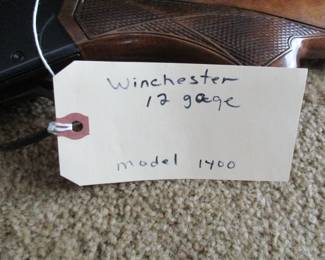 Winchester
12 gage
model 1400